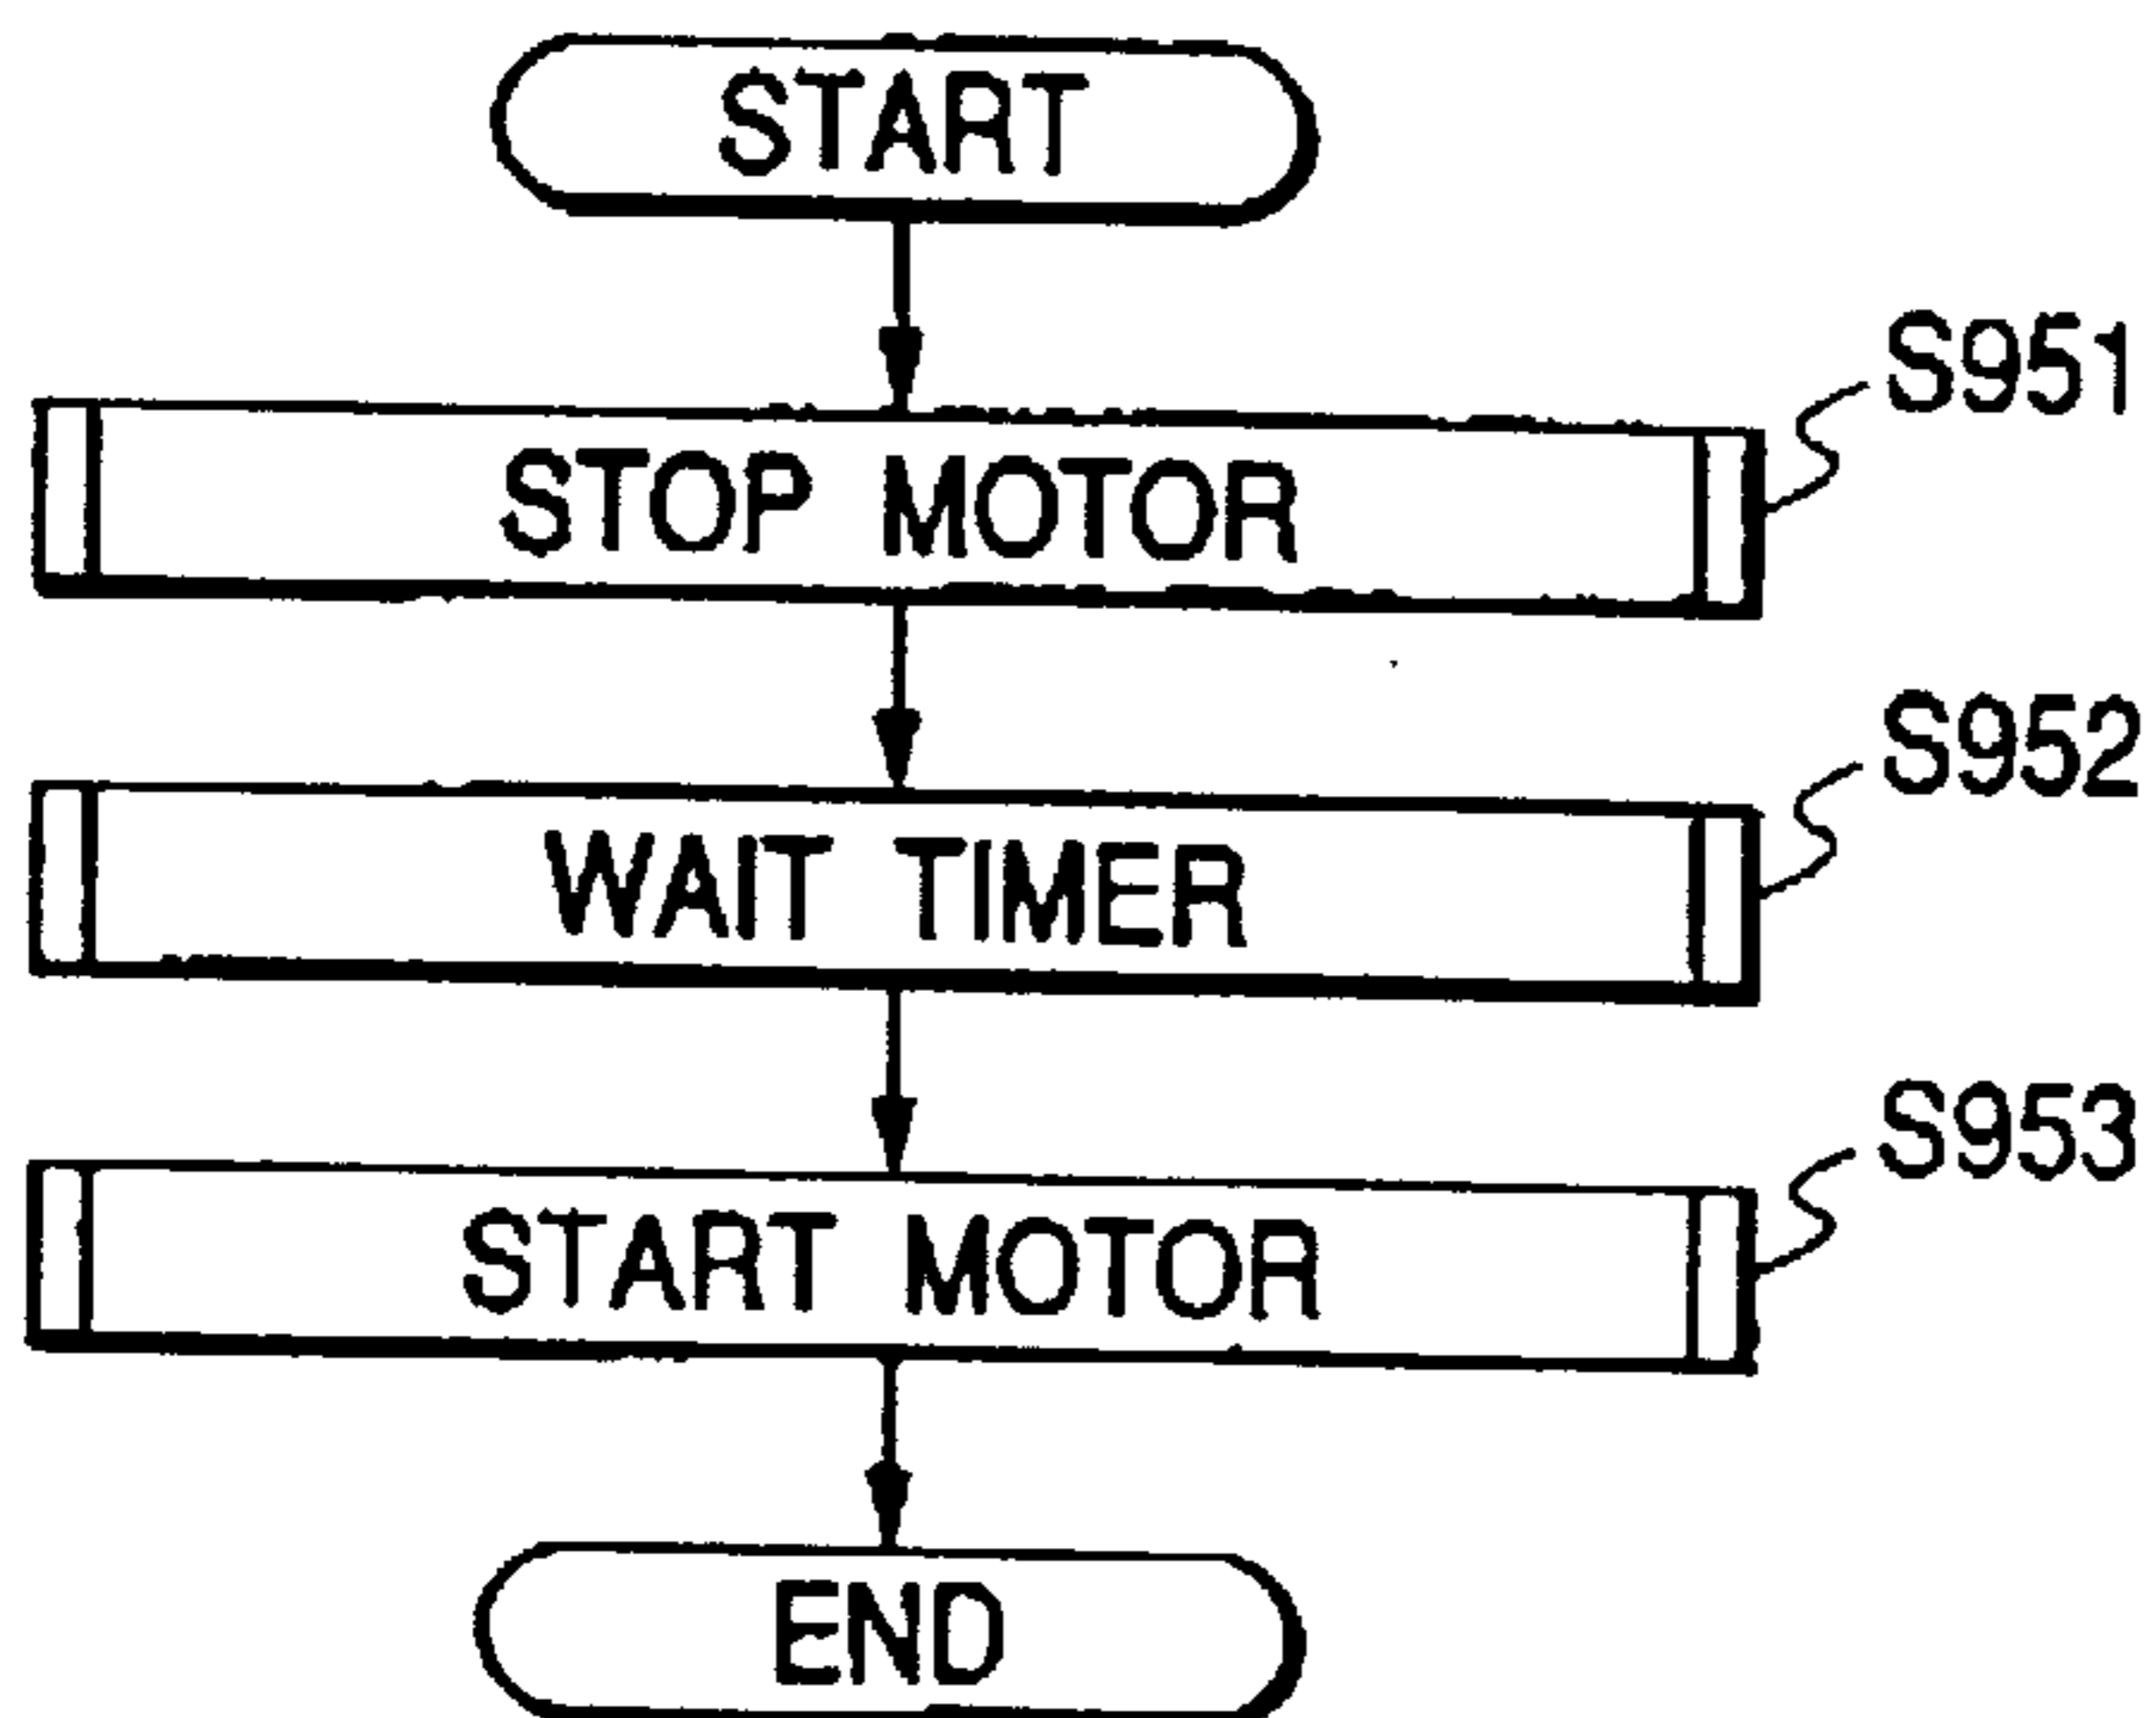 START
S951
STOP MOTOR
S952
WAIT TIMER
S953
START MOTOR
END